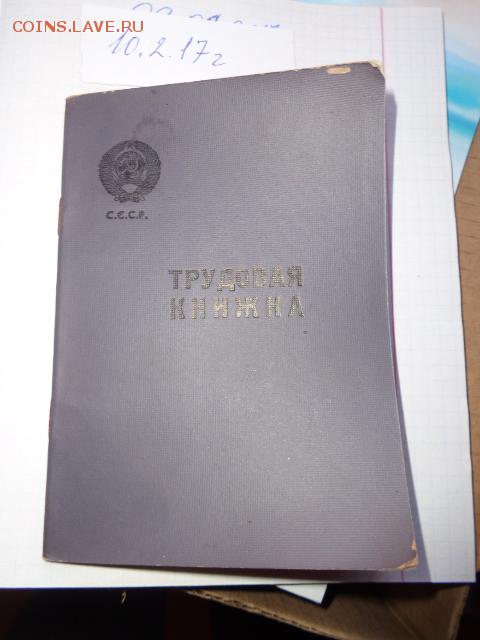 COINS.LAVE.RU
10.2.17г
С.С.С.Р.
ТРУДОВАЯ
КНИЖКА